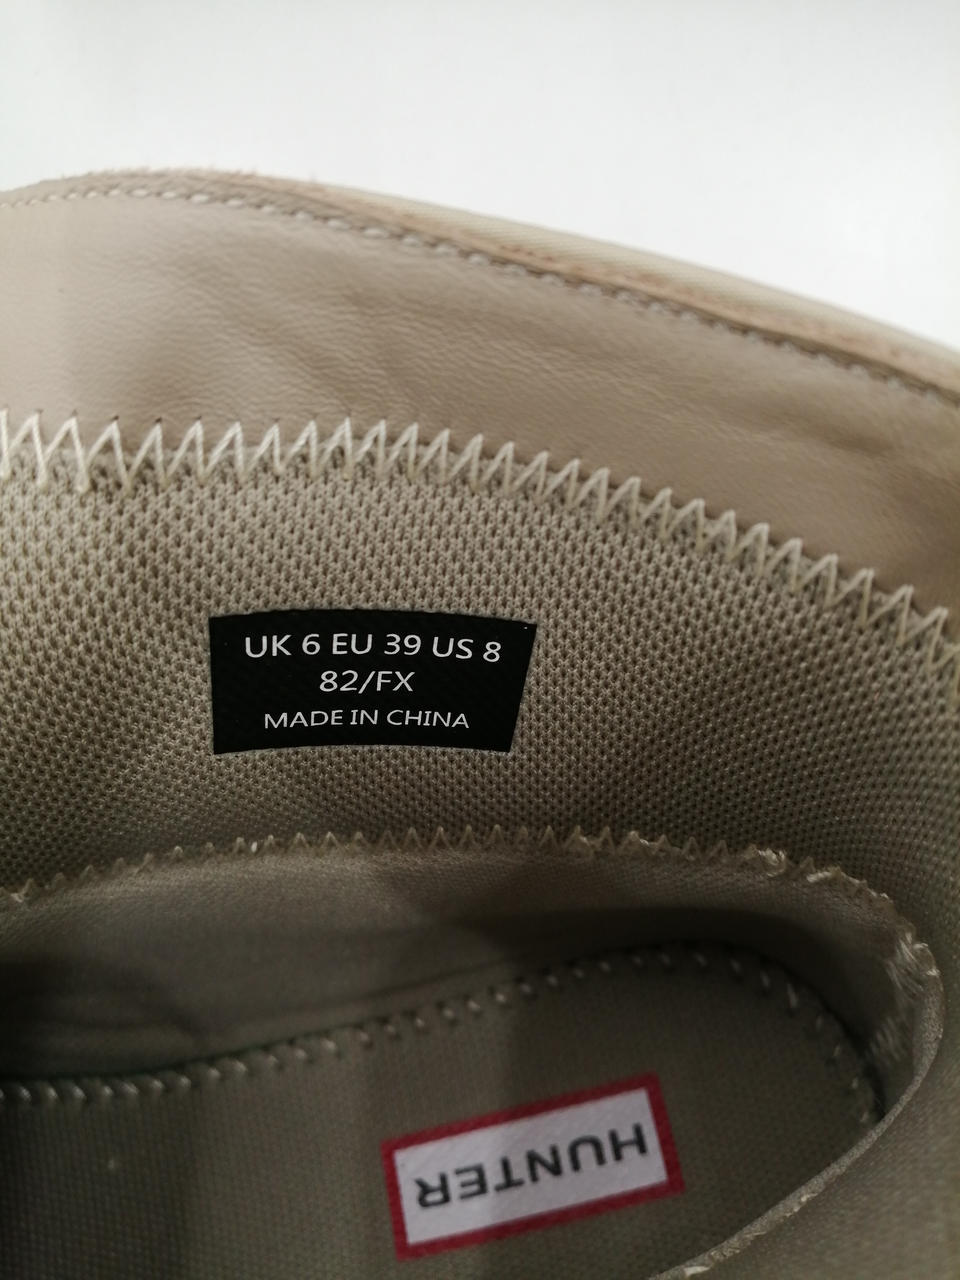 UK 6 EU 39 US 8
82/FX
MADE IN CHINA
HUNTER